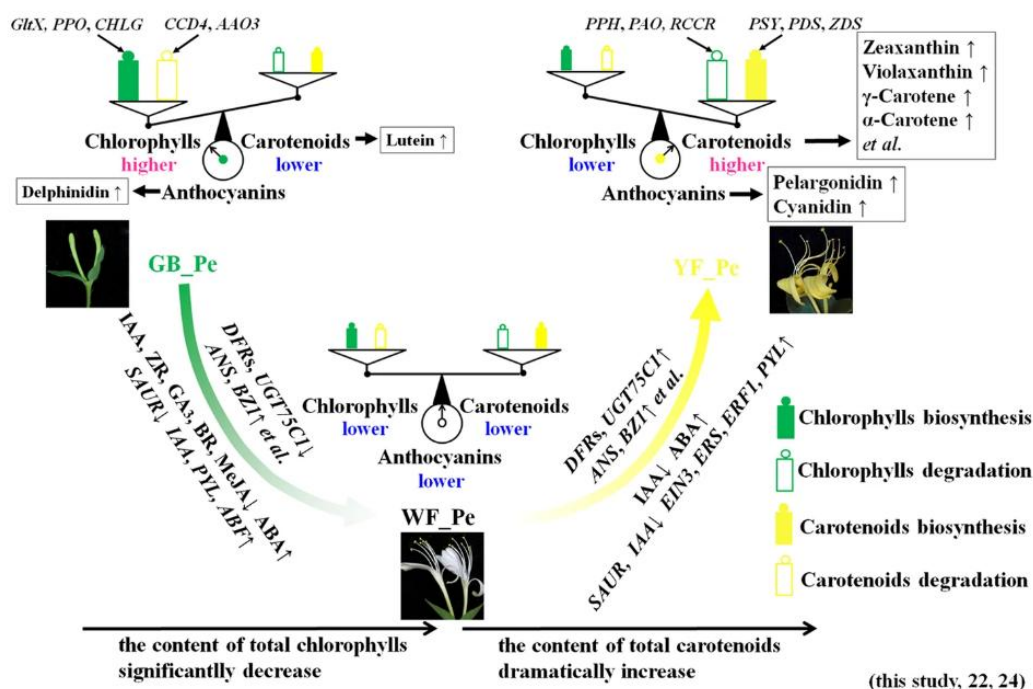 GltX, PPO, CHLG
CCD4, AAO3
Chlorophylls
higher
Carotenoids
lower
Lutein ↑
Anthocyanins
Delphinidin ↑
PPH, PAO, RCCR
PSY, PDS, ZDS
Chlorophylls
lower
Carotenoids
higher
Zeaxanthin ↑
Violaxanthin ↑
γ-Carotene ↑
α-Carotene ↑
et al.
Anthocyanins
Pelargonidin ↑
Cyanidin ↑
GB_Pe
YF_Pe
DFRs, UGT75C1↓
ANS, BZ1↑ et al.
IAA, ZR, GA3, BR, MeJA↓ ABA↑
SAUR↓ IAA, PYL, ABF↑
Chlorophylls
lower
Carotenoids
lower
Anthocyanins
lower
WF_Pe
DFRs, UGT75C1↑
ANS, BZ1↑ et al.
IAA↓ ABA↑
SAUR, IAA↓ EIN3, ERS, ERF1, PYL↑
Chlorophylls biosynthesis
Chlorophylls degradation
Carotenoids biosynthesis
Carotenoids degradation
the content of total chlorophylls
significantlly decrease
the content of total carotenoids
dramatically increase
(this study, 22, 24)